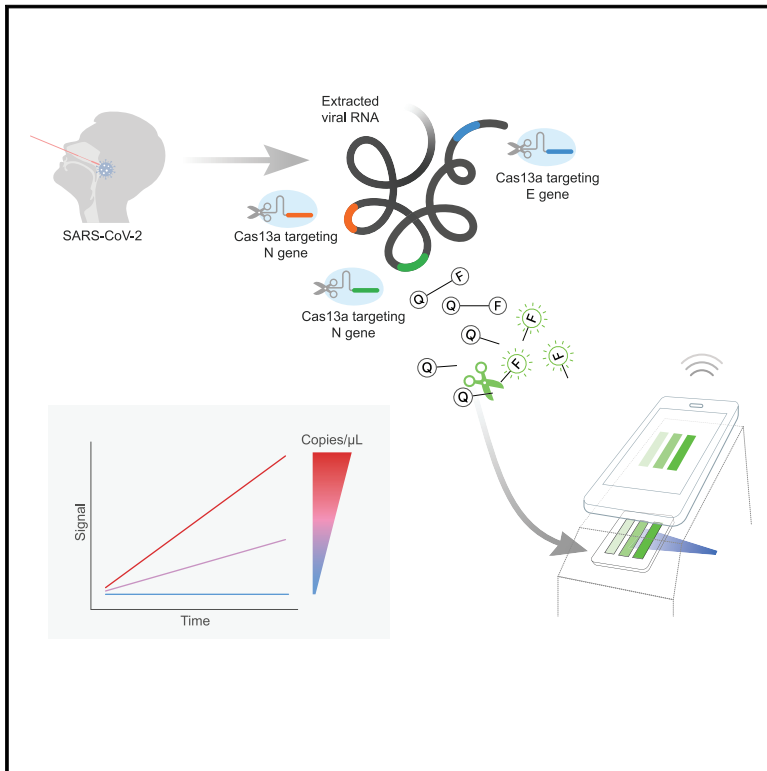 Extracted
viral RNA
Cas13a targeting
E gene
SARS-CoV-2
Cas13a targeting
N gene
Cas13a targeting
N gene
F
Q
Q
F
F
Q
F
Q
F
Q
Copies/µL
Signal
Time